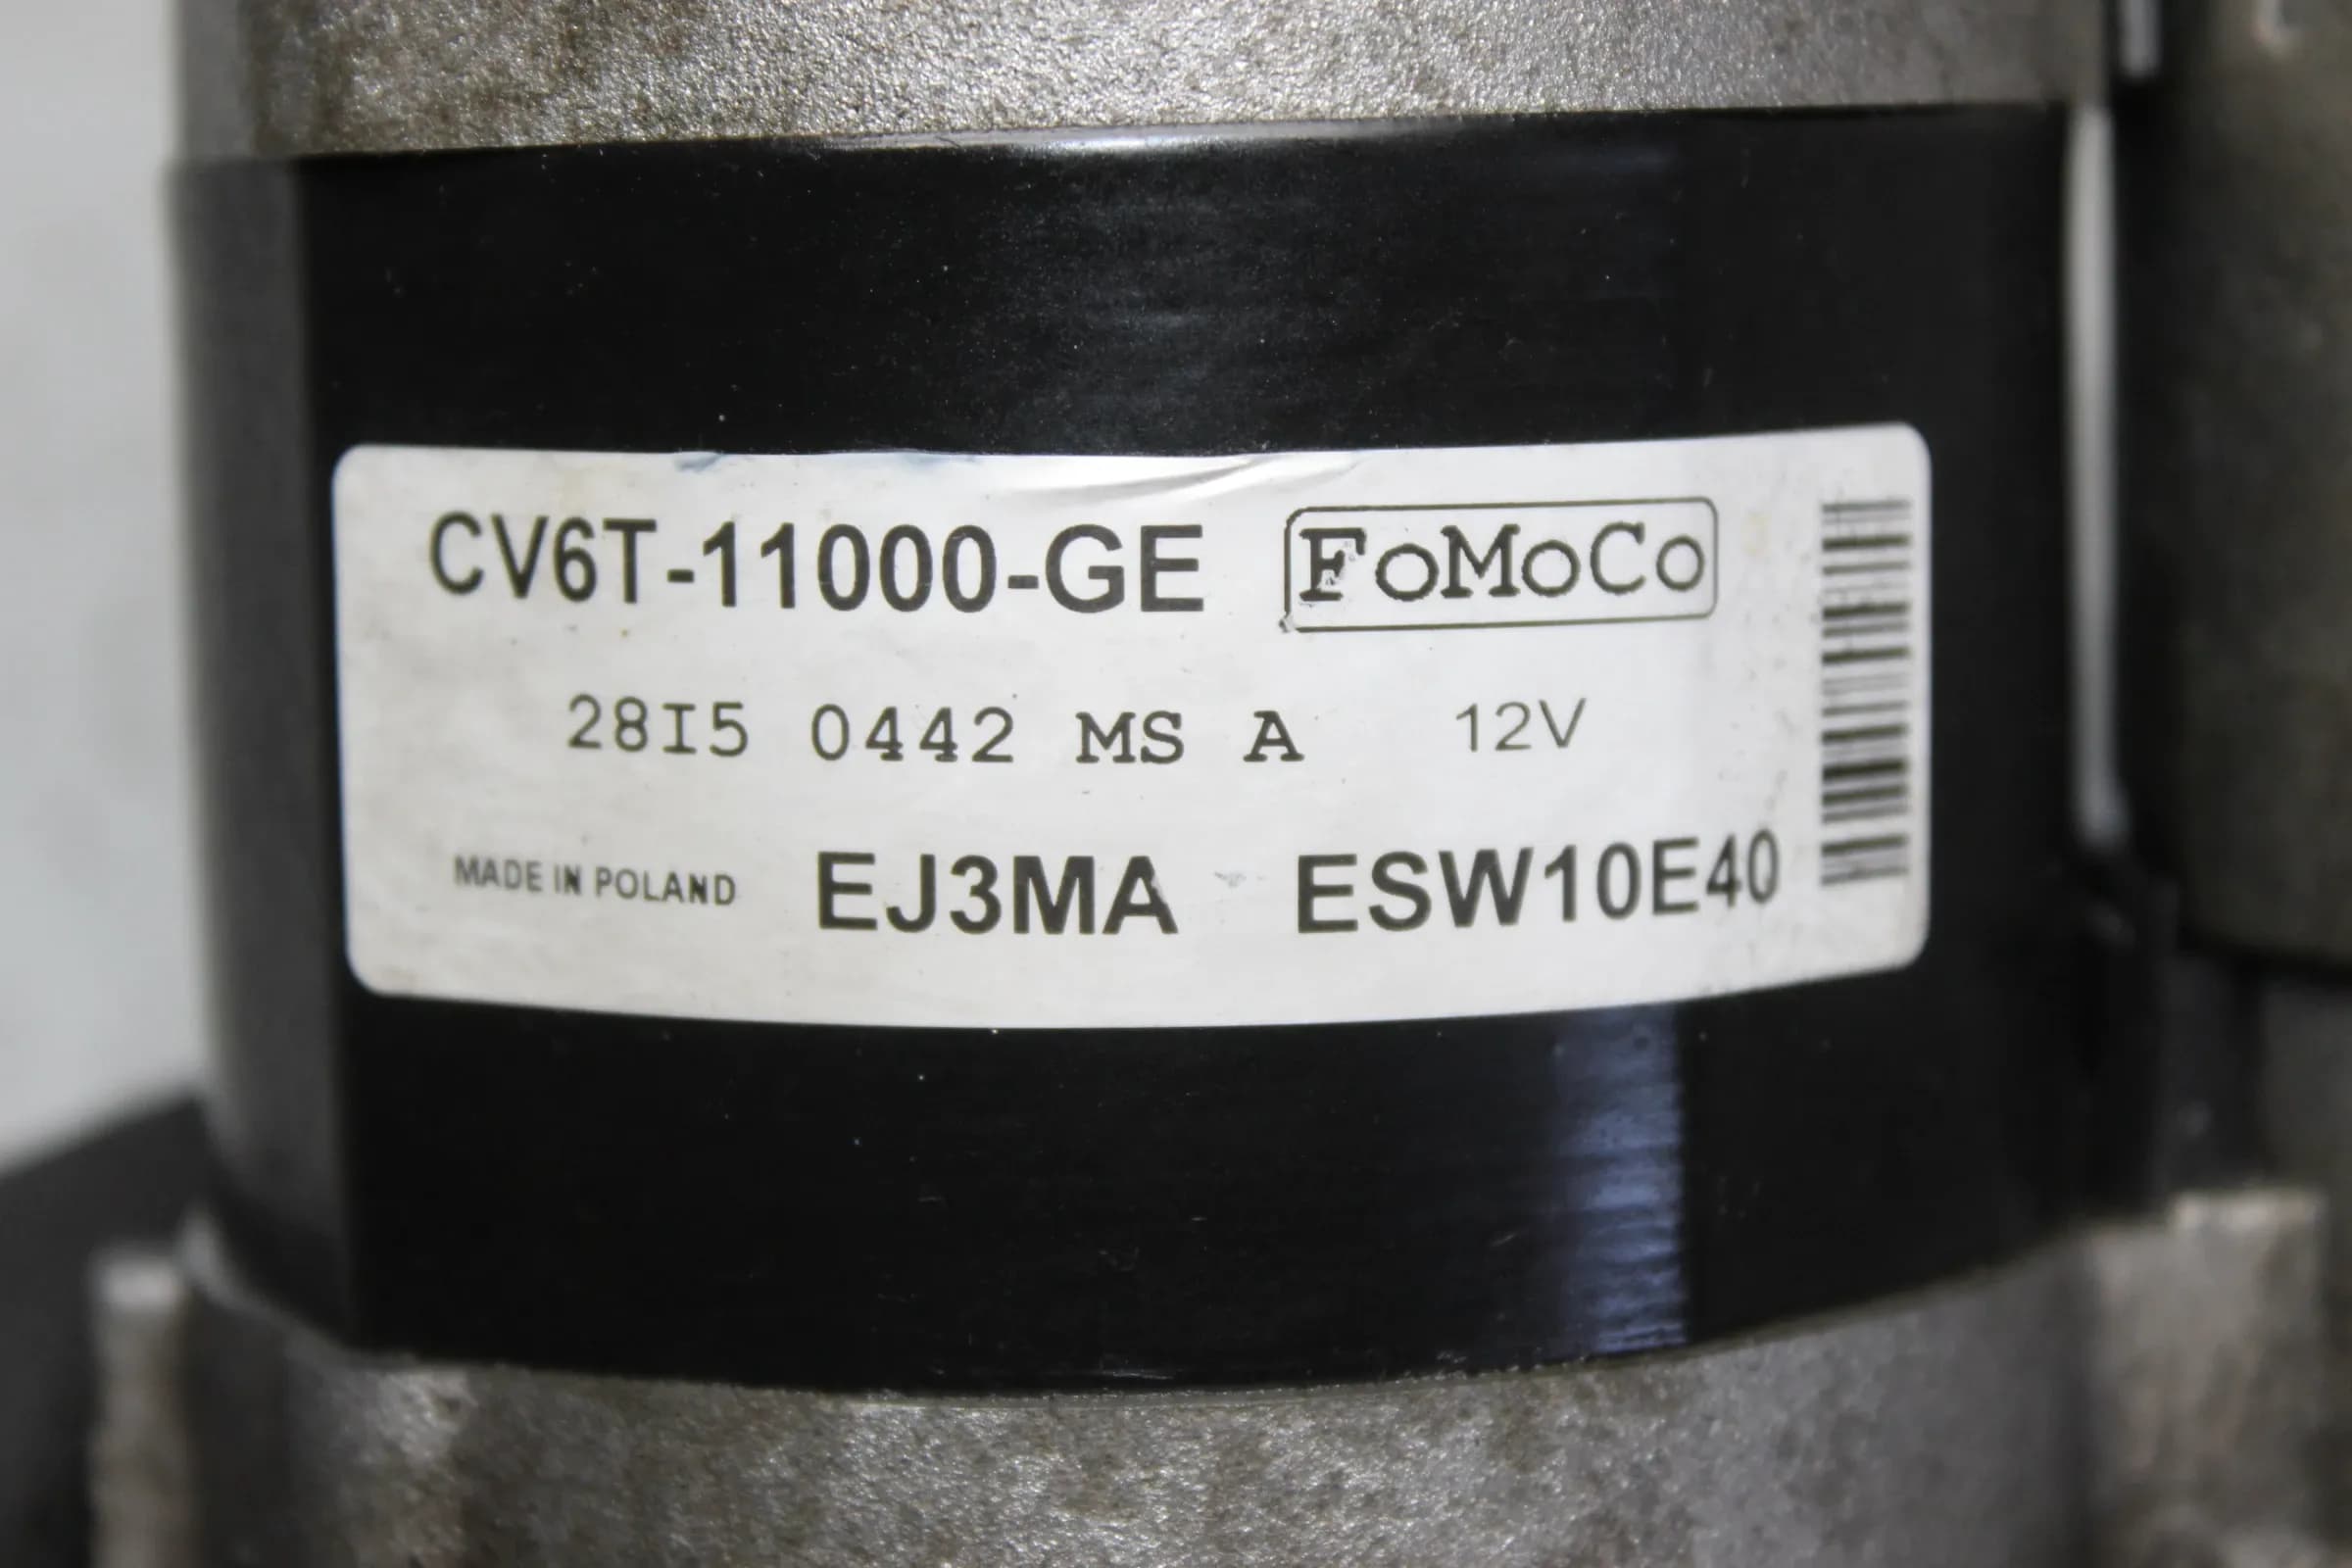 CV6T-11000-GE FoMoCo
28I5 0442 MS A 12V
MADE IN POLAND EJ3MA ESW10E40